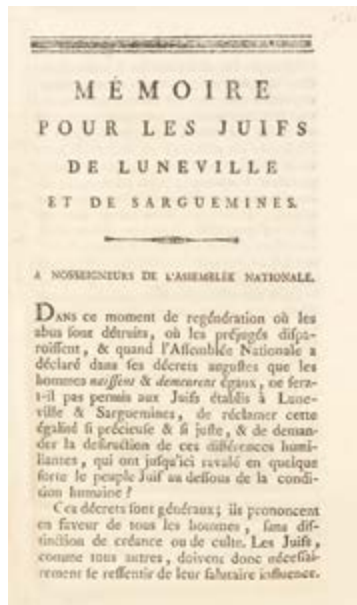 MÉMOIRE
POUR LES JUIFS
DE LUNEVILLE
ET DE SARGUEMINES.
A NOSSEIGNEURS DE L'ASSEMBLÉE NATIONALE.
DANS ce moment de regénération où les
abus sont détruits, où les préjugés dispa-
roissent, & quand l'Assemblée Nationale a
déclaré dans ses décrets augustes que les
hommes naissent & demeurent égaux, ne sera-
t-il pas permis aux Juifs établis à Lune-
ville & Sarguemines, de réclamer cette
égalité si précieuse & si juste, & de deman-
der la destruction de ces différences humi-
liantes, qui ont jusqu'ici ravalé en quelque
sorte le peuple Juif au dessous de la condi-
tion humaine?
Ces décrets sont généraux; ils prononcent
en faveur de tous les hommes, sans dis-
tinction de créance ou de culte. Les Juifs,
comme tous autres, doivent donc nécessai-
rement se ressentir de leur salutaire influence.